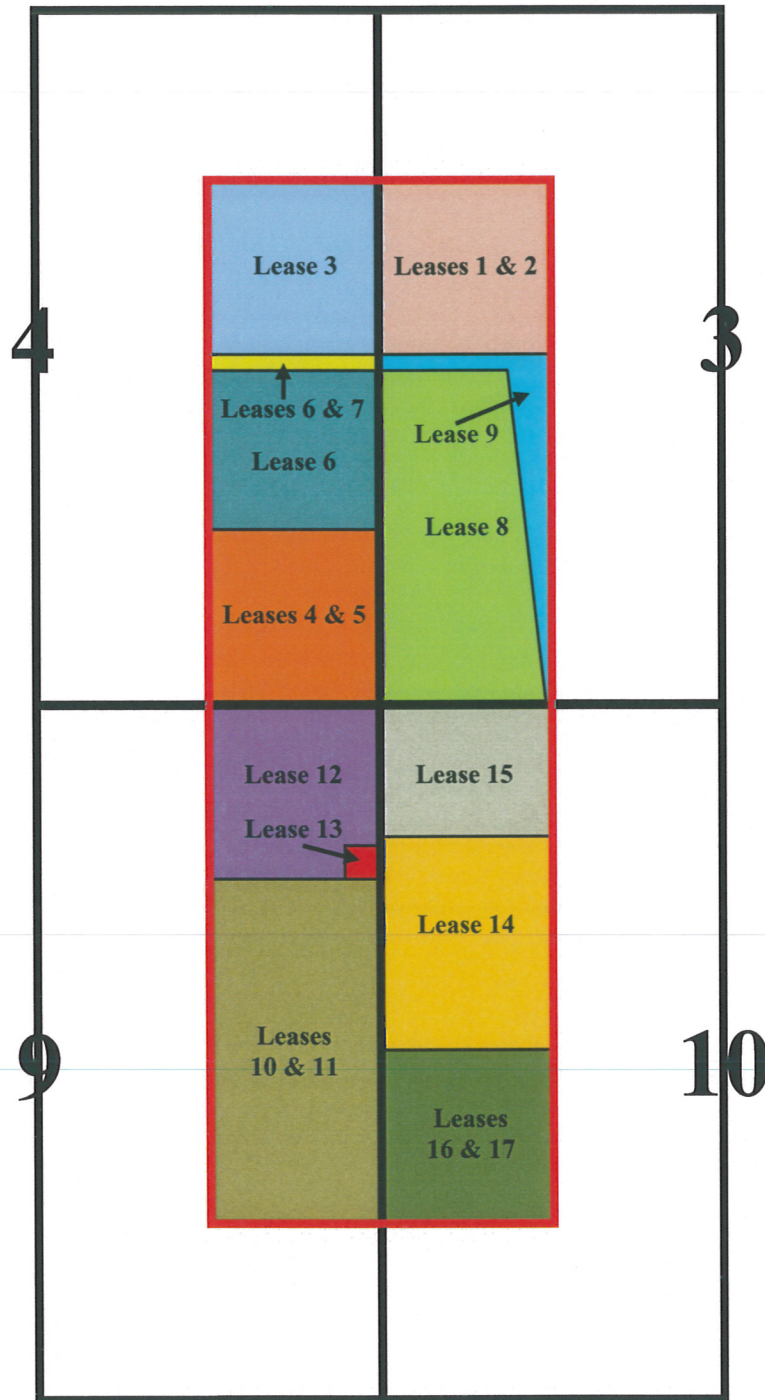 Lease 3
Leases 1 & 2
4
3
Leases 6 & 7
Lease 9
Lease 6
Lease 8
Leases 4 & 5
Lease 12
Lease 15
Lease 13
Lease 14
Leases
10 & 11
9
10
Leases
16 & 17